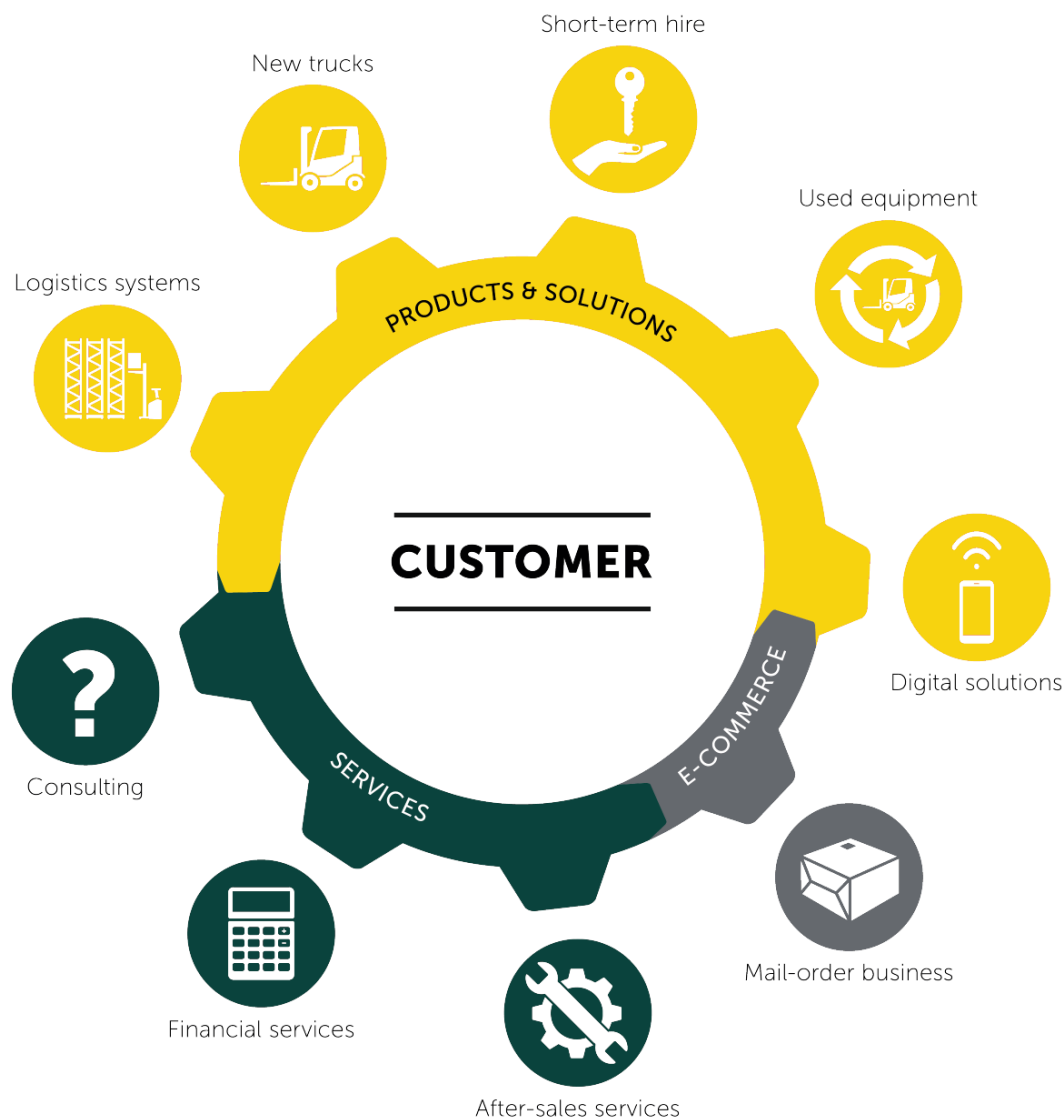 Short-term hire
New trucks
Used equipment
Logistics systems
PRODUCTS & SOLUTIONS
CUSTOMER
Digital solutions
E-COMMERCE
SERVICES
Consulting
Mail-order business
Financial services
After-sales services